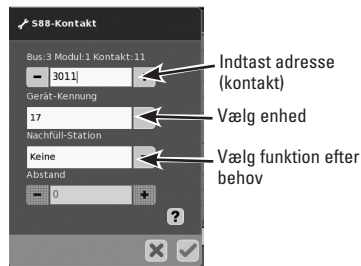 S88-Kontakt
Bus:3 Modul:1 Kontakt:11
- 3011
Indtast adresse
(kontakt)
Gerät-Kennung
17
Vælg enhed
Nachfüll-Station
Keine
Vælg funktion efter
behov
Abstand
- 0 +
?